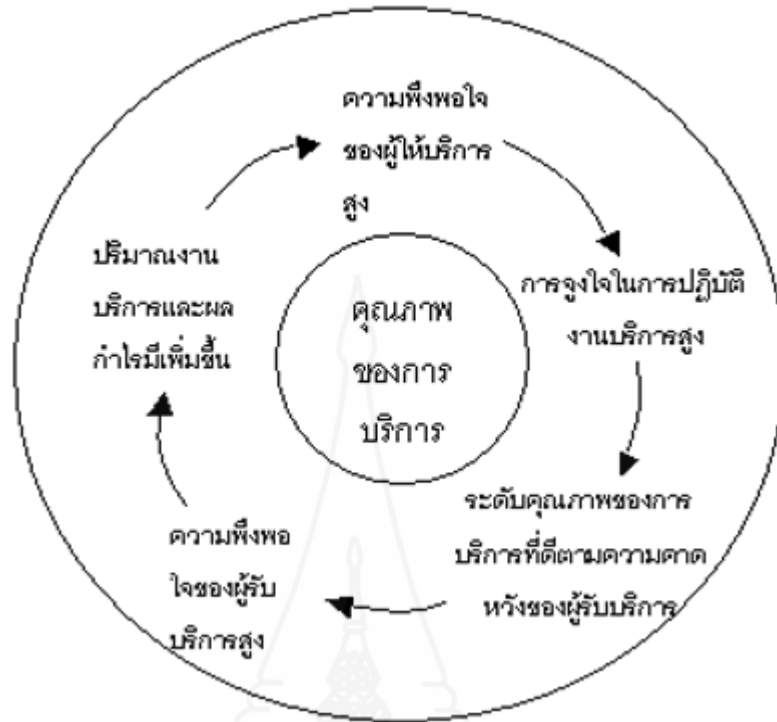 ความพึงพอใจ
ของผู้ให้บริการ
สูง
การจูงใจในการปฏิบัติ
งานบริการสูง
ระดับคุณภาพของการ
บริการที่ดีตามความคาด
หวังของผู้รับบริการ
ความพึงพอ
ใจของผู้รับ
บริการสูง
ปริมาณงาน
บริการและผล
กำไรมีเพิ่มขึ้น
คุณภาพ
ของการ
บริการ